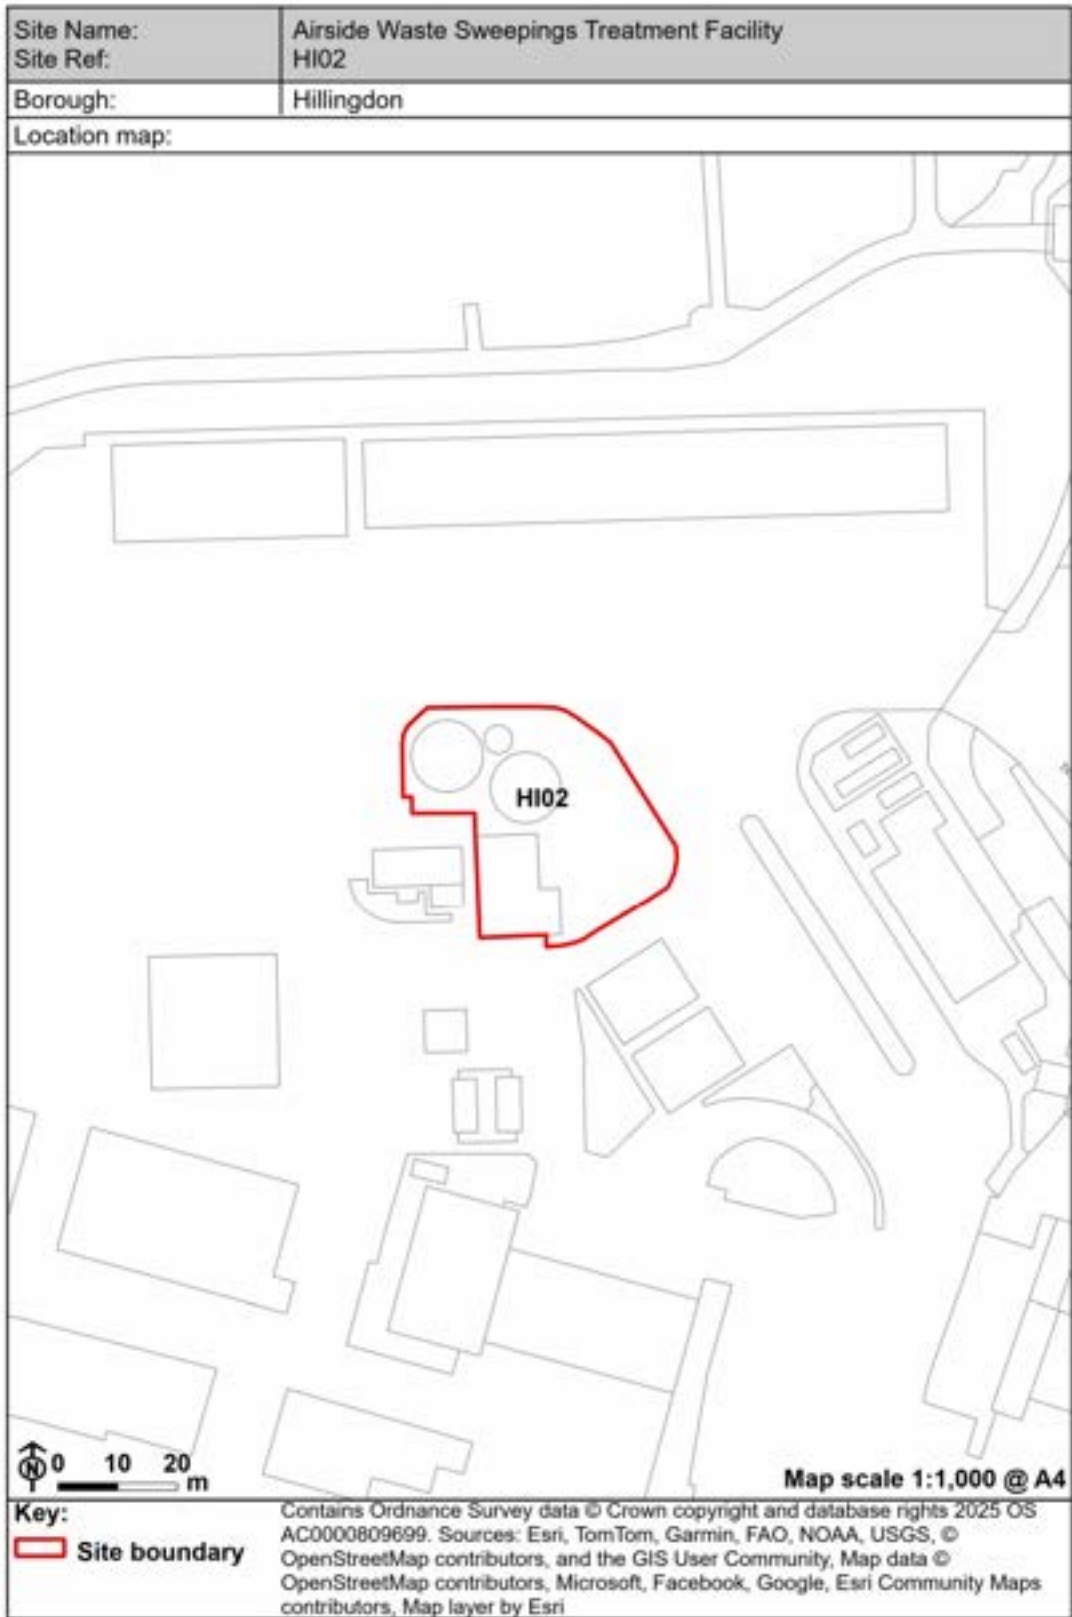 Site Name: Airside Waste Sweepings Treatment Facility
Site Ref: HI02
Borough: Hillingdon
Location map:
HI02
0 10 20 m
N
Map scale 1:1,000 @ A4
Key:
Site boundary
Contains Ordnance Survey data © Crown copyright and database rights 2025 OS
AC0000809699. Sources: Esri, TomTom, Garmin, FAO, NOAA, USGS, ©
OpenStreetMap contributors, and the GIS User Community, Map data ©
OpenStreetMap contributors, Microsoft, Facebook, Google, Esri Community Maps
contributors, Map layer by Esri